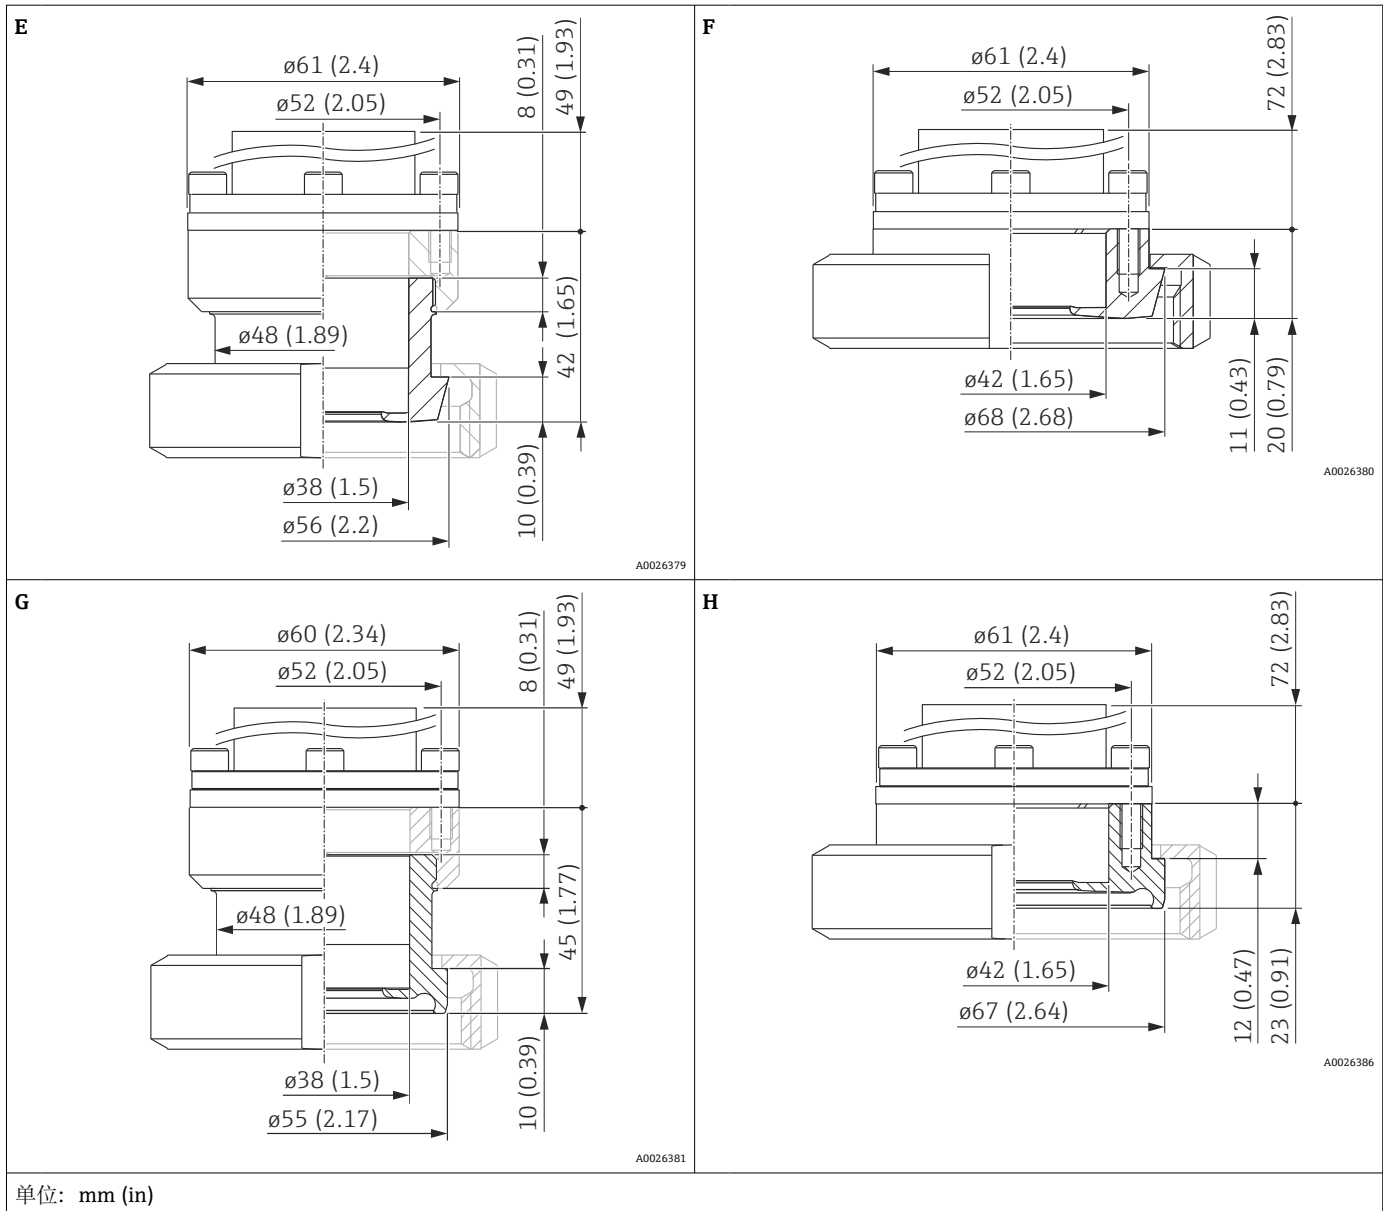 E
ø61 (2.4)
ø52 (2.05)
8 (0.31)
49 (1.93)
ø48 (1.89)
42 (1.65)
ø38 (1.5)
ø56 (2.2)
10 (0.39)
A0026379
F
ø61 (2.4)
ø52 (2.05)
72 (2.83)
ø42 (1.65)
ø68 (2.68)
11 (0.43)
20 (0.79)
A0026380
G
ø60 (2.34)
ø52 (2.05)
8 (0.31)
49 (1.93)
ø48 (1.89)
45 (1.77)
ø38 (1.5)
ø55 (2.17)
10 (0.39)
A0026381
H
ø61 (2.4)
ø52 (2.05)
72 (2.83)
ø42 (1.65)
ø67 (2.64)
12 (0.47)
23 (0.91)
A0026386
单位：mm (in)